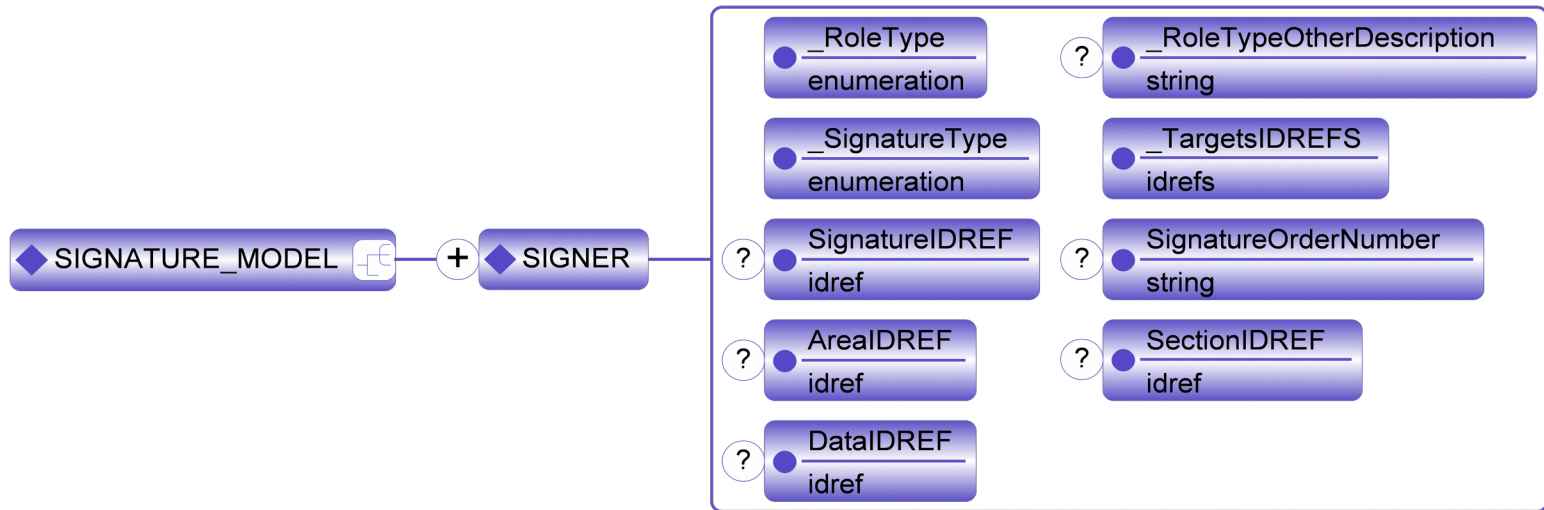 _RoleType
enumeration
? _RoleTypeOtherDescription
string
_SignatureType
enumeration
_TargetsIDREFS
idrefs
SIGNATURE_MODEL
+ SIGNER
? SignatureIDREF
idref
? SignatureOrderNumber
string
? AreaIDREF
idref
? SectionIDREF
idref
? DataIDREF
idref